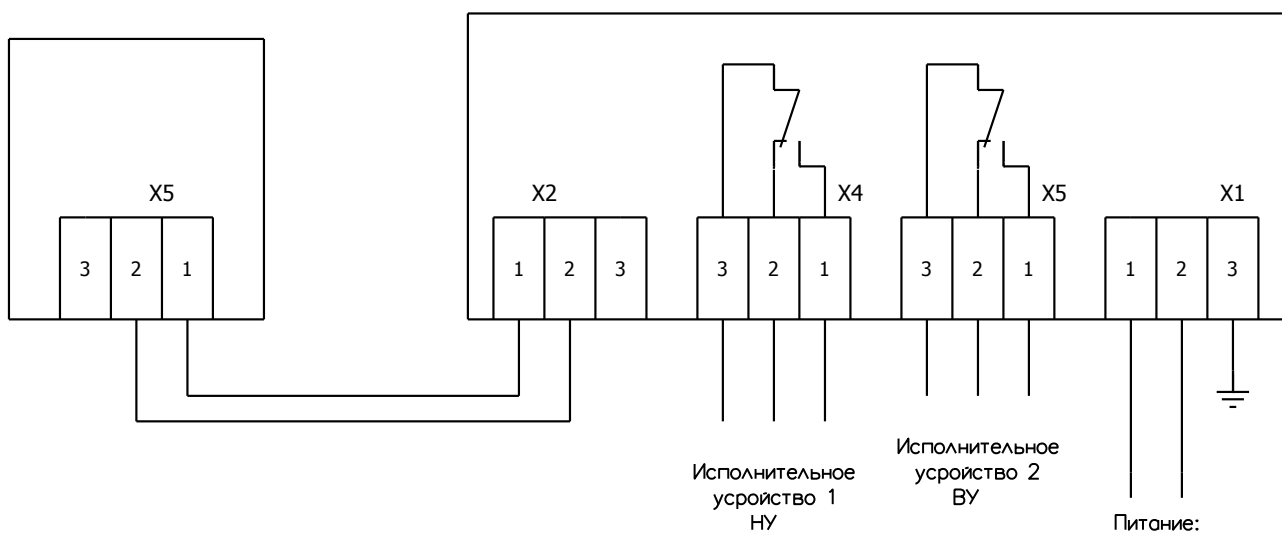 X5
X2
X4
X5
X1
3 2 1
1 2 3
3 2 1
3 2 1
1 2 3
Исполнительное
усройство 1
НУ
Исполнительное
усройство 2
ВУ
Питание: